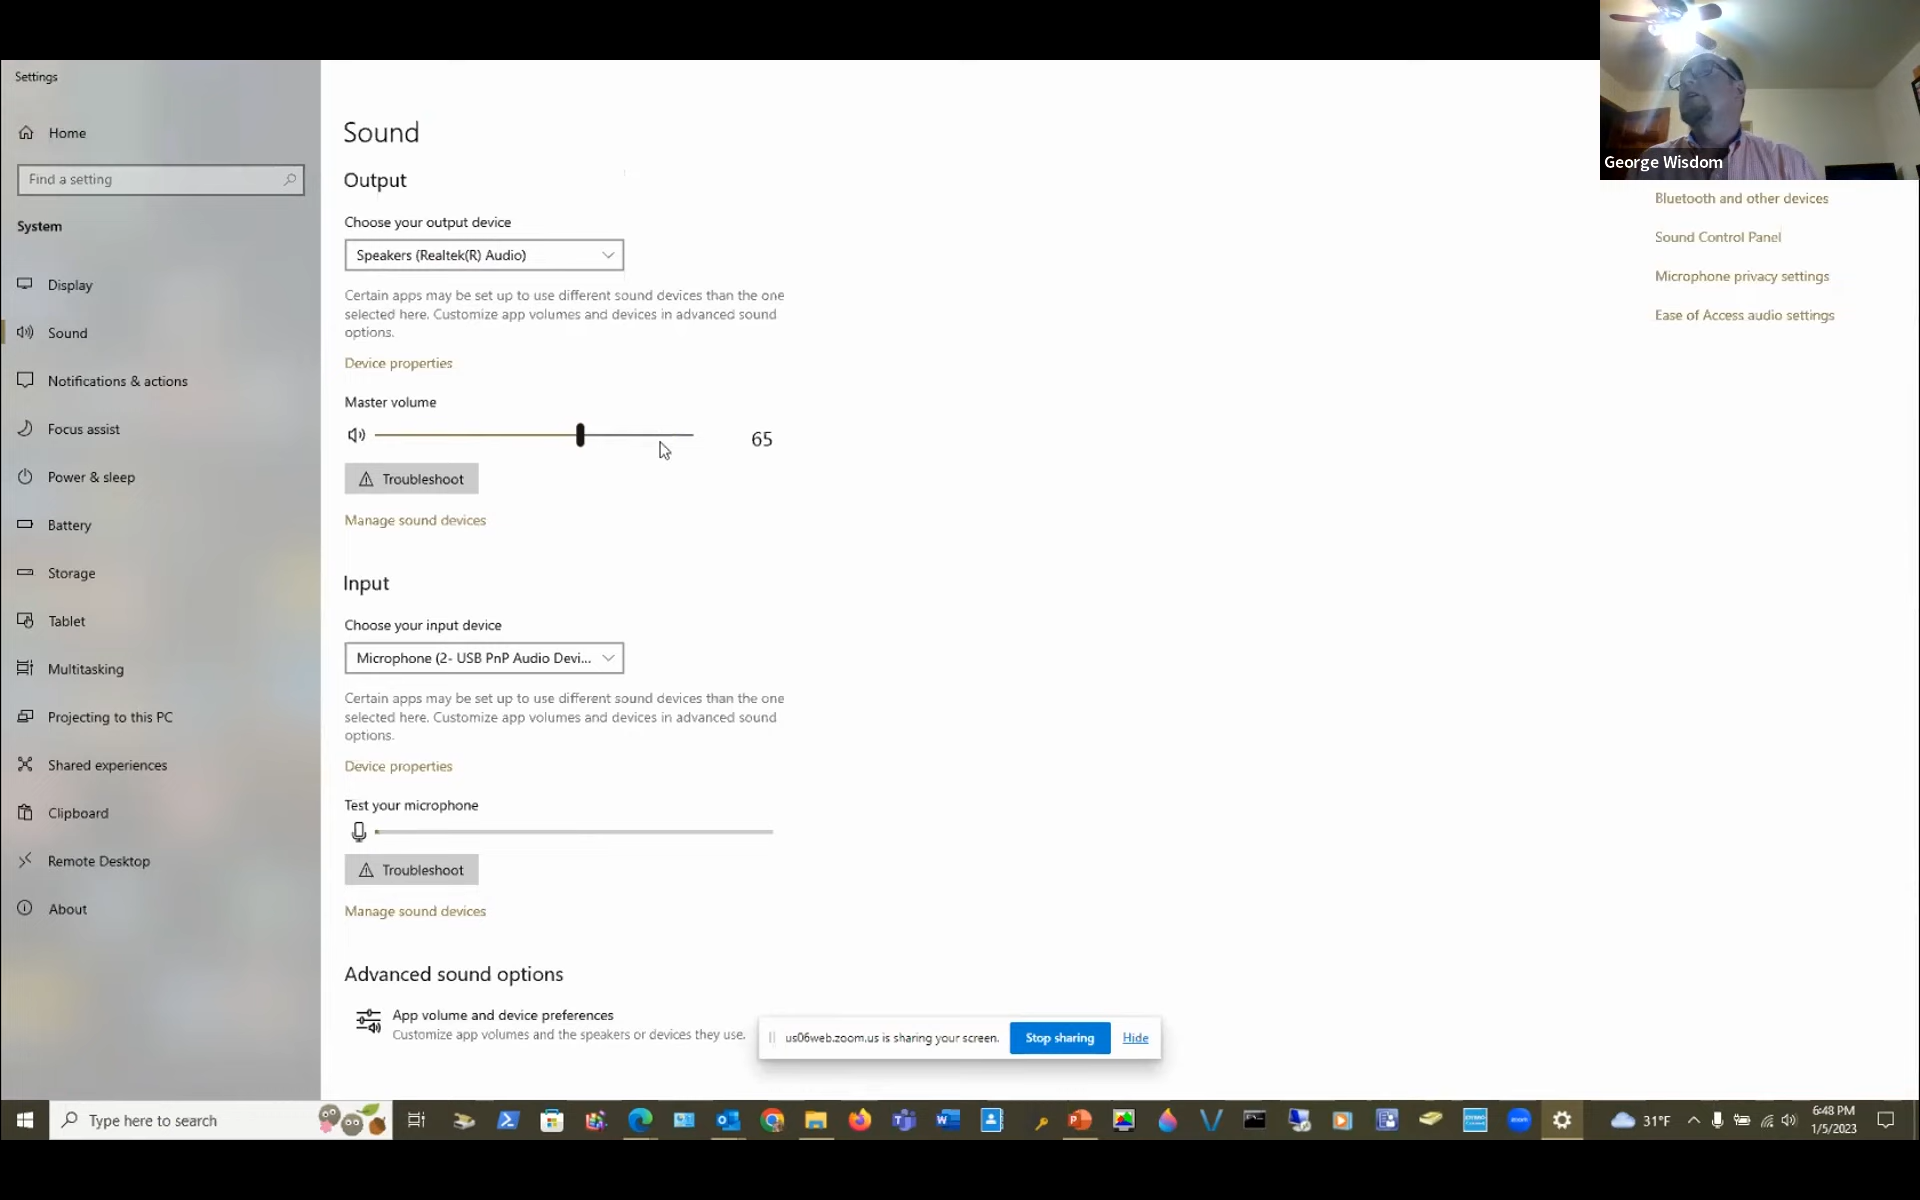 Settings
Home
Find a setting
System
Display
Sound
Notifications & actions
Focus assist
Power & sleep
Battery
Storage
Tablet
Multitasking
Projecting to this PC
Shared experiences
Clipboard
Remote Desktop
About
Sound
Output
Choose your output device
Speakers (Realtek(R) Audio)
Certain apps may be set up to use different sound devices than the one
selected here. Customize app volumes and devices in advanced sound
options.
Device properties
Master volume
65
Troubleshoot
Manage sound devices
Input
Choose your input device
Microphone (2- USB PnP Audio Devi...
Certain apps may be set up to use different sound devices than the one
selected here. Customize app volumes and devices in advanced sound
options.
Device properties
Test your microphone
Troubleshoot
Manage sound devices
Advanced sound options
App volume and device preferences
Customize app volumes and the speakers or devices they use.
George Wisdom
Bluetooth and other devices
Sound Control Panel
Microphone privacy settings
Ease of Access audio settings
us06web.zoom.us is sharing your screen.
Stop sharing
Hide
Type here to search
31°F
6:48 PM
1/5/2023